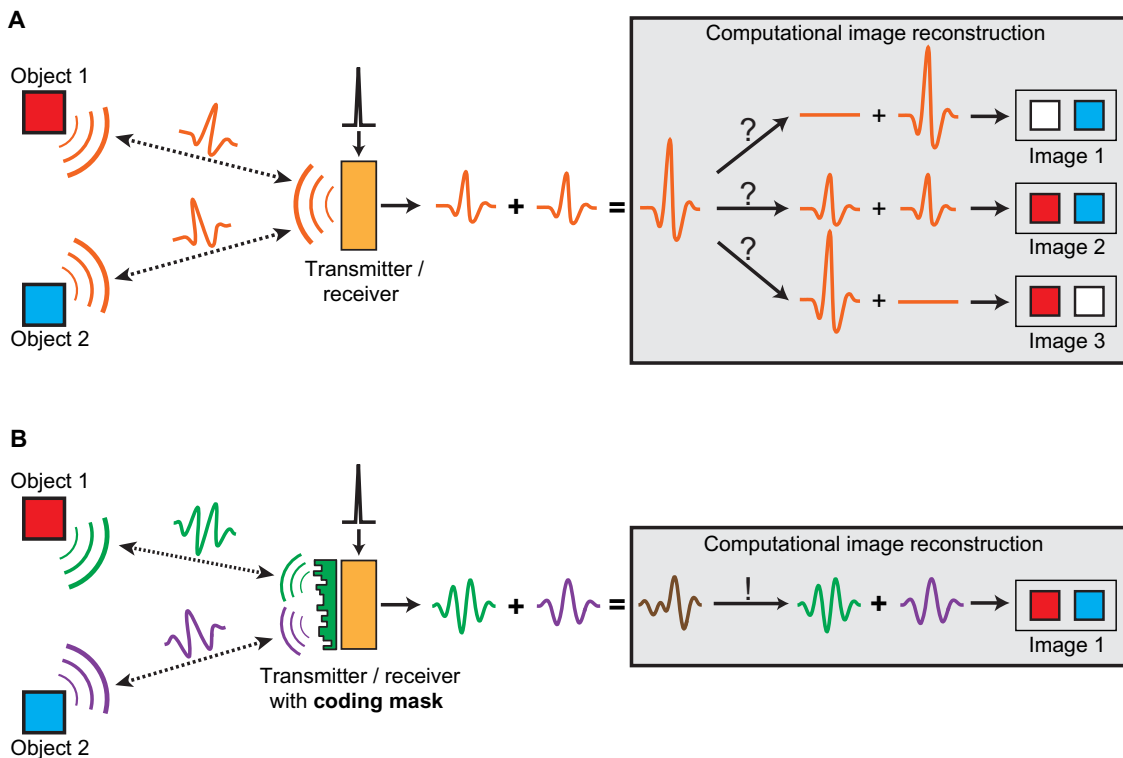 A
Computational image reconstruction
Object 1
?
+
Image 1
+
=
?
+
Image 2
Transmitter /
receiver
?
+
Object 2
Image 3
B
Object 1
Computational image reconstruction
+
=
!
+
Image 1
Transmitter / receiver
with coding mask
Object 2